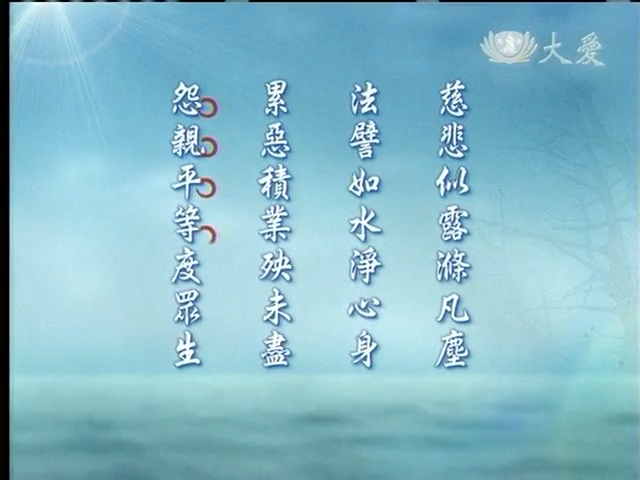 大愛
慈悲似露滌凡塵
法譬如水淨心身
累惡積業殃未盡
怨親平等度眾生